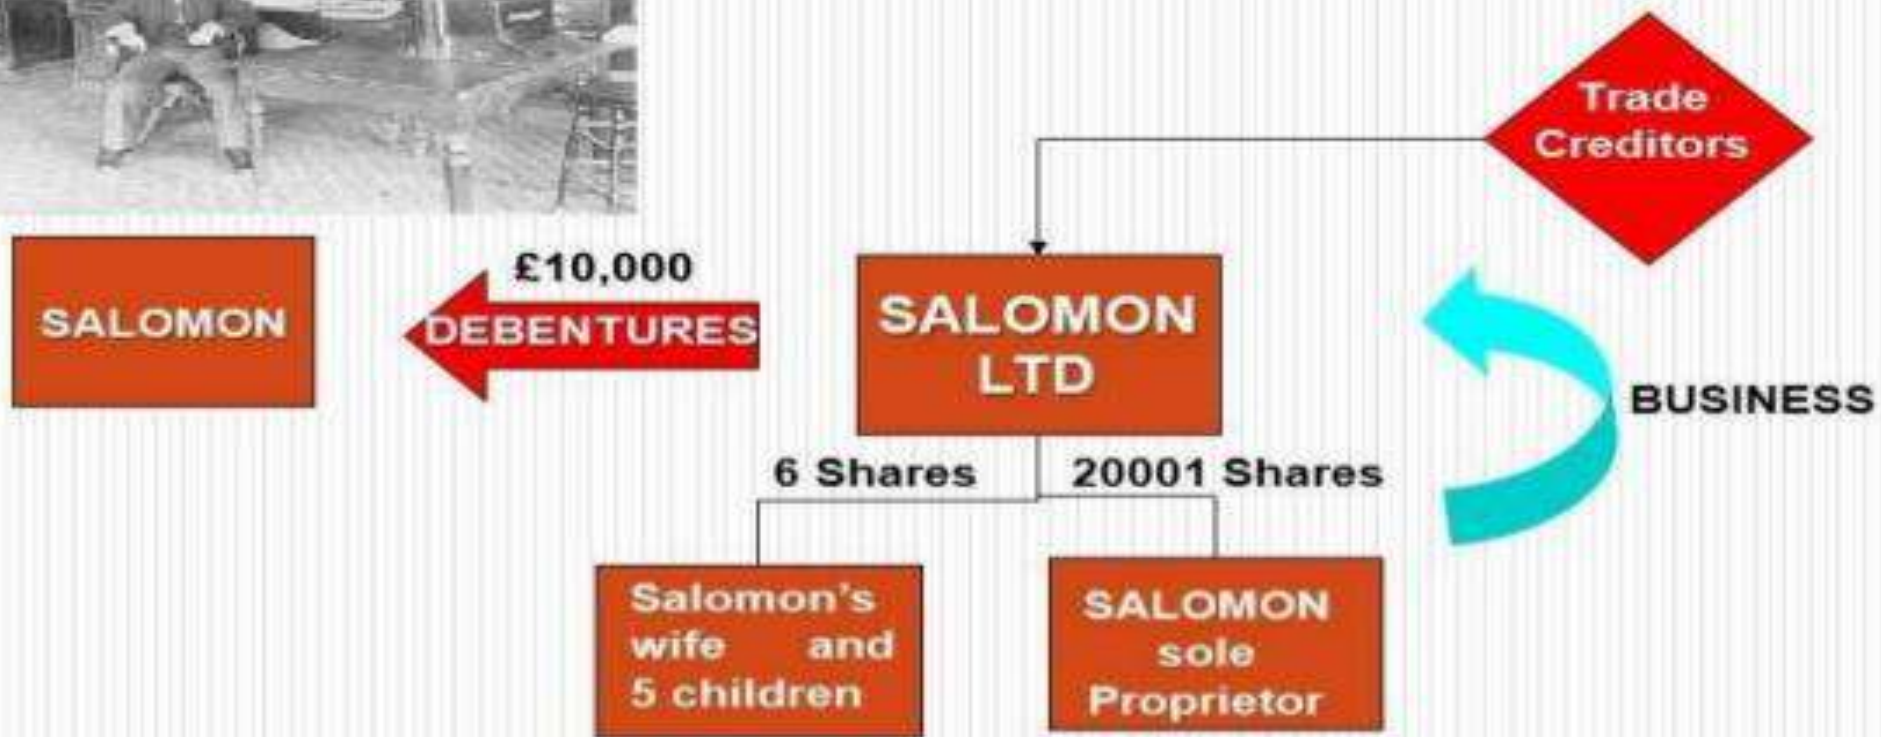 Trade
Creditors
SALOMON
£10,000
DEBENTURES
SALOMON
LTD
BUSINESS
6 Shares
20001 Shares
Salomon's
wife and
5 children
SALOMON
sole
Proprietor